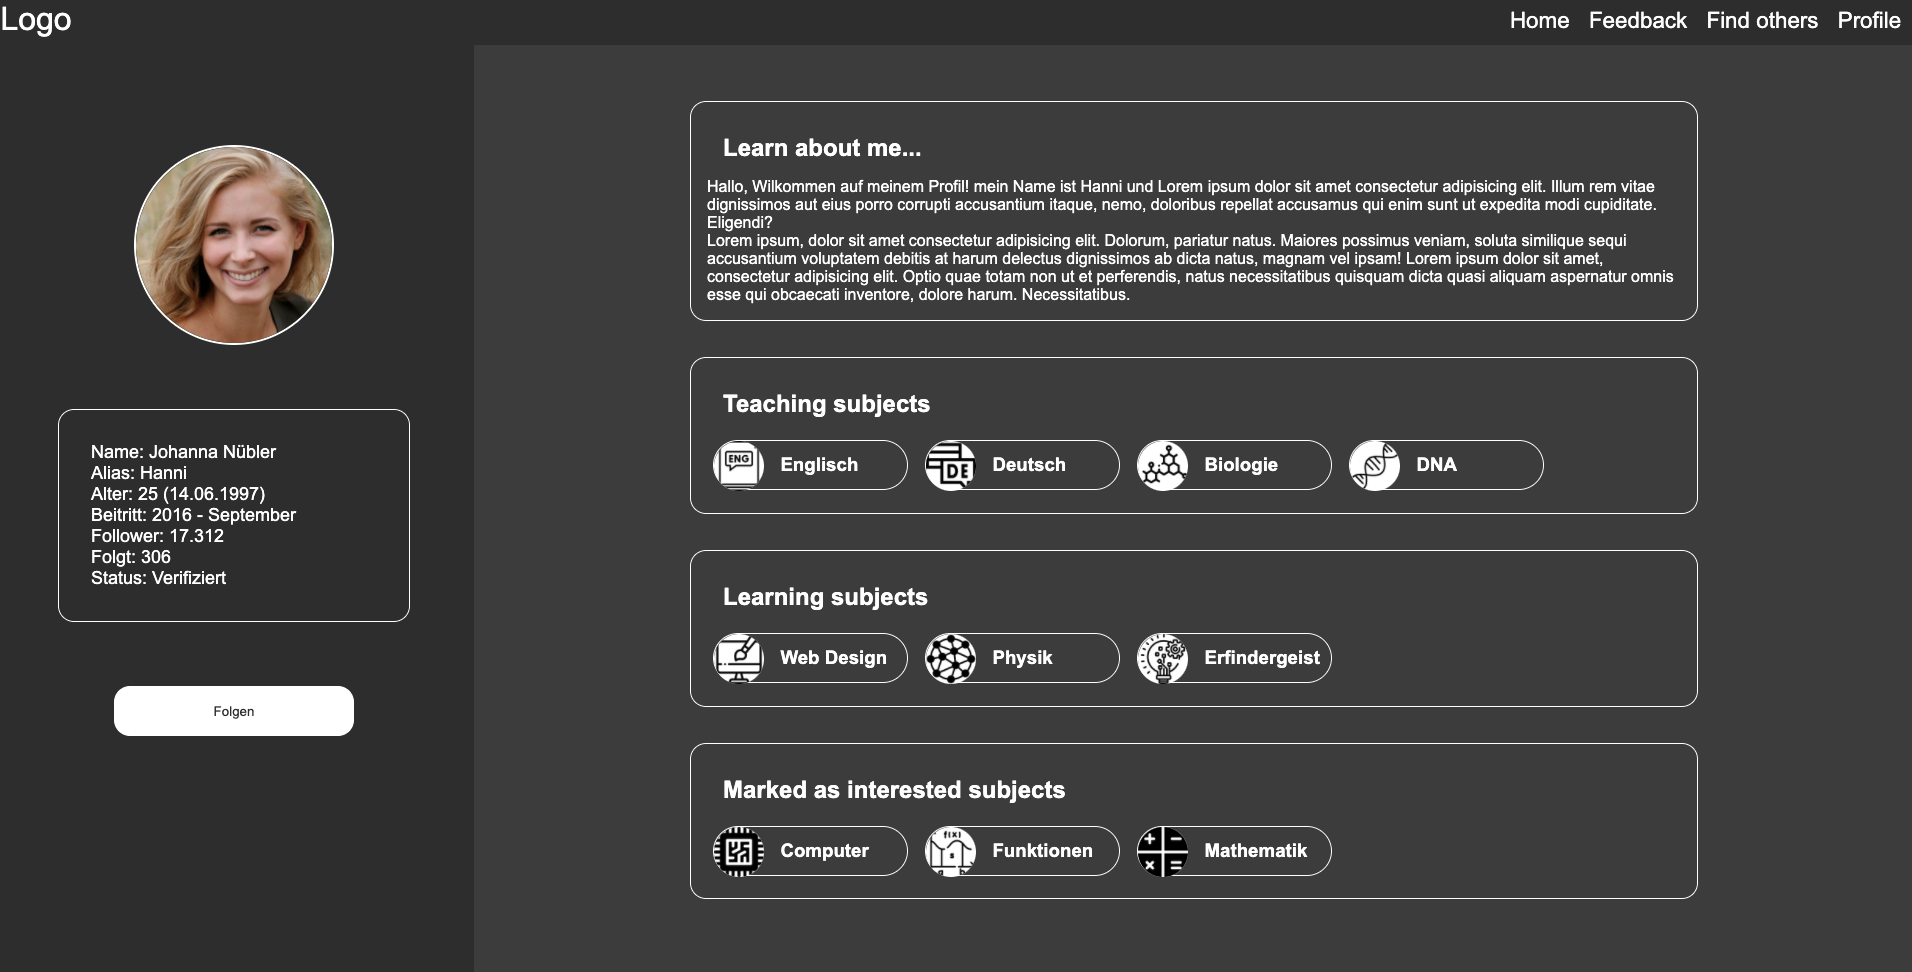 Logo
Home Feedback Find others Profile
Name: Johanna Nübler
Alias: Hanni
Alter: 25 (14.06.1997)
Beitritt: 2016 - September
Follower: 17.312
Folgt: 306
Status: Verifiziert
Folgen
Learn about me...
Hallo, Wilkommen auf meinem Profil! mein Name ist Hanni und Lorem ipsum dolor sit amet consectetur adipisicing elit. Illum rem vitae
dignissimos aut eius porro corrupti accusantium itaque, nemo, doloribus repellat accusamus qui enim sunt ut expedita modi cupiditate.
Eligendi?
Lorem ipsum, dolor sit amet consectetur adipisicing elit. Dolorum, pariatur natus. Maiores possimus veniam, soluta similique sequi
accusantium voluptatem debitis at harum delectus dignissimos ab dicta natus, magnam vel ipsam! Lorem ipsum dolor sit amet,
consectetur adipisicing elit. Optio quae totam non ut et perferendis, natus necessitatibus quisquam dicta quasi aliquam aspernatur omnis
esse qui obcaecati inventore, dolore harum. Necessitatibus.
Teaching subjects
ENG Englisch DE Deutsch Biologie DNA
Learning subjects
Web Design Physik Erfindergeist
Marked as interested subjects
Computer f(x) Funktionen Mathematik